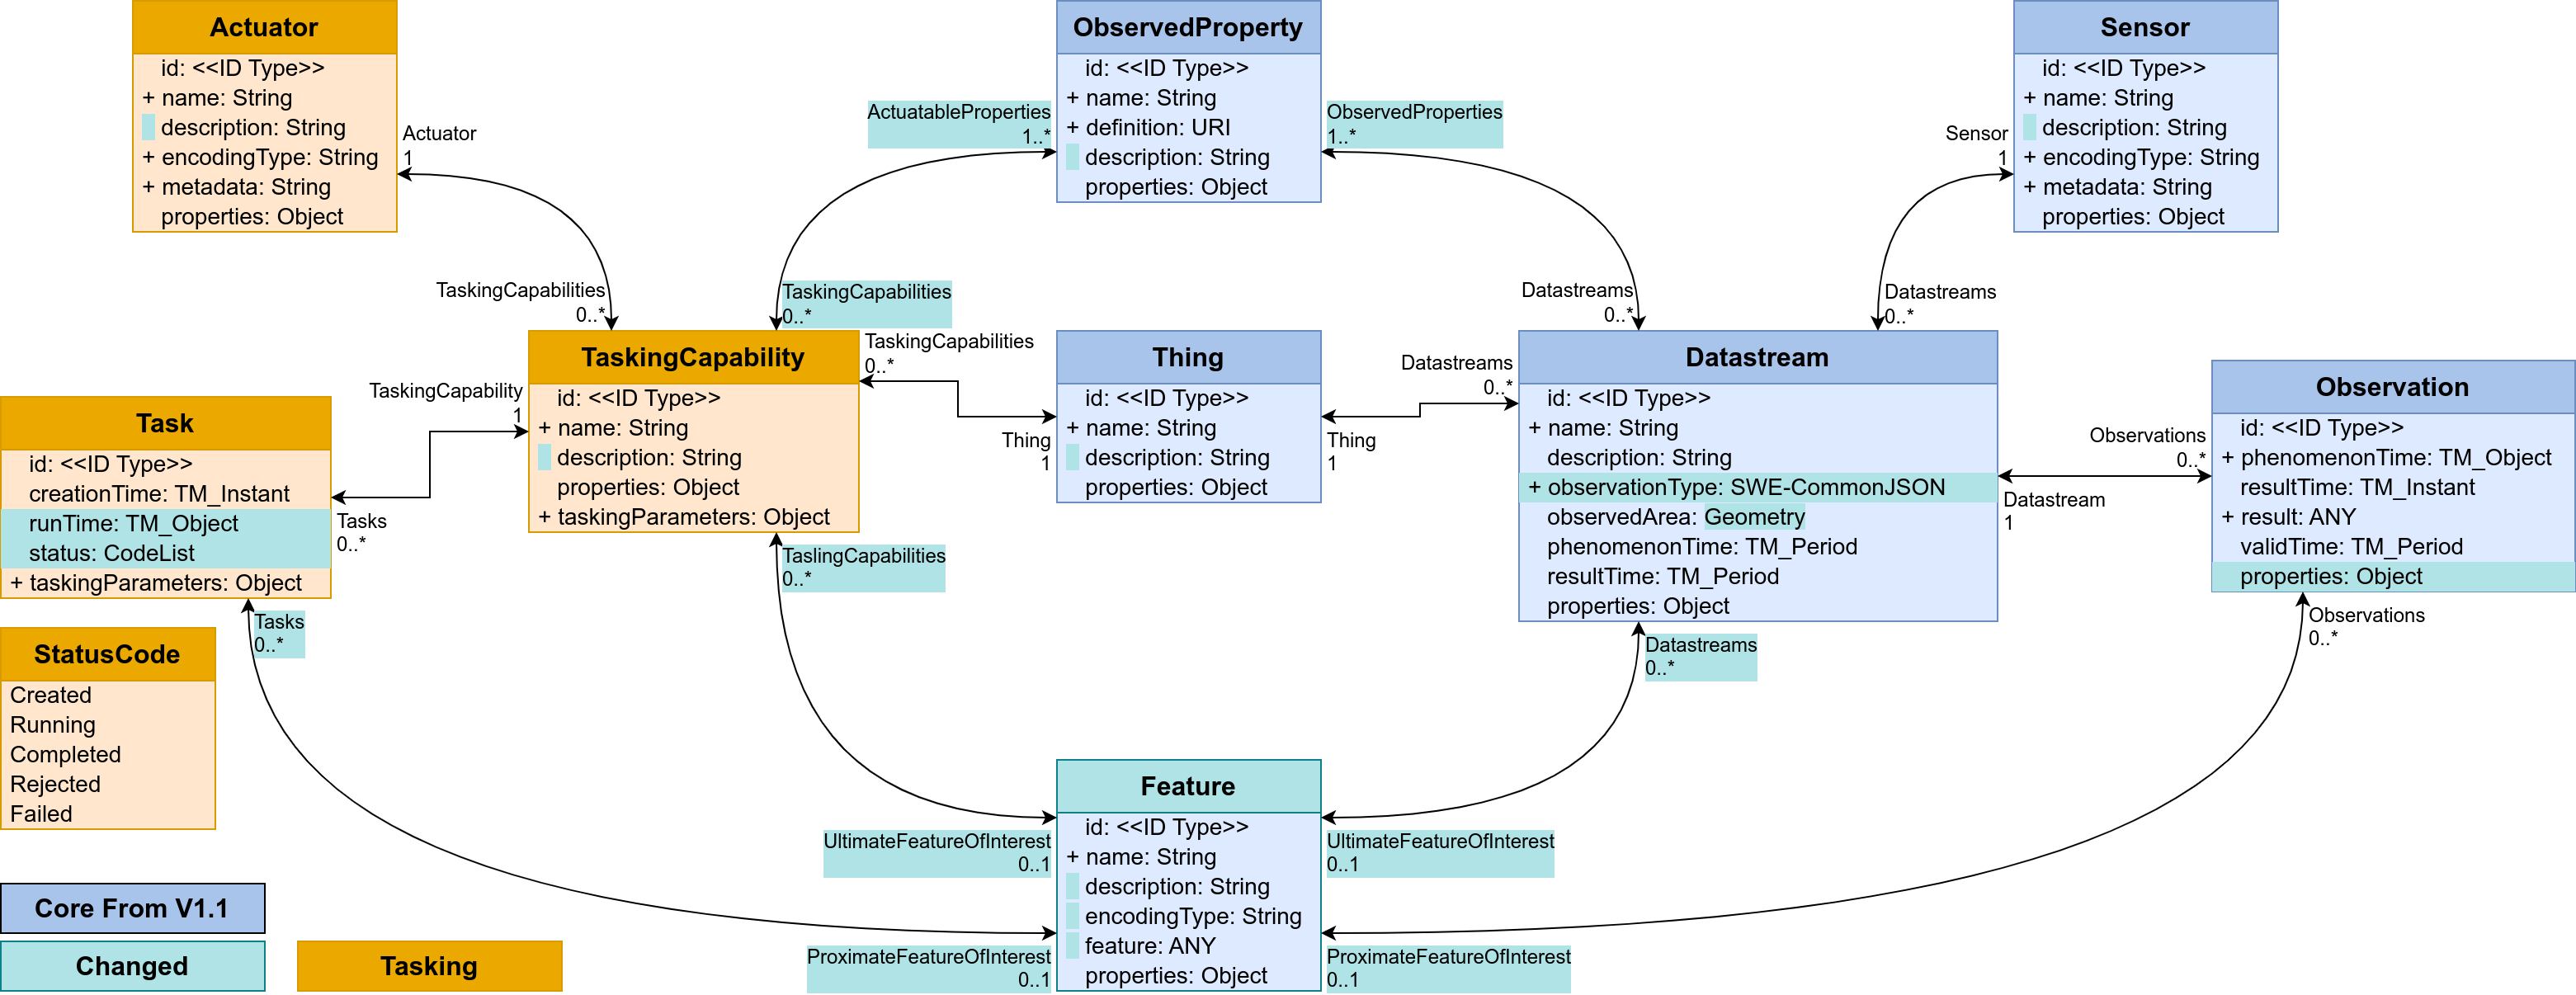 Actuator
id: <<ID Type>>
+ name: String
description: String
+ encodingType: String
+ metadata: String
properties: Object
Actuator
1
TaskingCapabilities
0..*
ObservedProperty
id: <<ID Type>>
+ name: String
+ definition: URI
description: String
properties: Object
ActuatableProperties
1..*
ObservedProperties
1..*
TaskingCapabilities
0..*
Datastreams
0..*
Sensor
id: <<ID Type>>
+ name: String
description: String
+ encodingType: String
+ metadata: String
properties: Object
Sensor
1
Datastreams
0..*
Task
id: <<ID Type>>
creationTime: TM_Instant
runTime: TM_Object
status: CodeList
+ taskingParameters: Object
TaskingCapability
1
Tasks
0..*
Tasks
0..*
TaskingCapability
id: <<ID Type>>
+ name: String
description: String
properties: Object
+ taskingParameters: Object
TaskingCapabilities
0..*
Thing
1
TaslingCapabilities
0..*
Thing
id: <<ID Type>>
+ name: String
description: String
properties: Object
Datastreams
0..*
Thing
1
Datastream
id: <<ID Type>>
+ name: String
description: String
+ observationType: SWE-CommonJSON
observedArea: Geometry
phenomenonTime: TM_Period
resultTime: TM_Period
properties: Object
Observations
0..*
Datastream
1
Datastreams
0..*
Observation
id: <<ID Type>>
+ phenomenonTime: TM_Object
resultTime: TM_Instant
+ result: ANY
validTime: TM_Period
properties: Object
Observations
0..*
StatusCode
Created
Running
Completed
Rejected
Failed
Feature
id: <<ID Type>>
+ name: String
description: String
encodingType: String
feature: ANY
properties: Object
UltimateFeatureOfInterest
0..1
UltimateFeatureOfInterest
0..1
ProximateFeatureOfInterest
0..1
ProximateFeatureOfInterest
0..1
Core From V1.1
Changed
Tasking